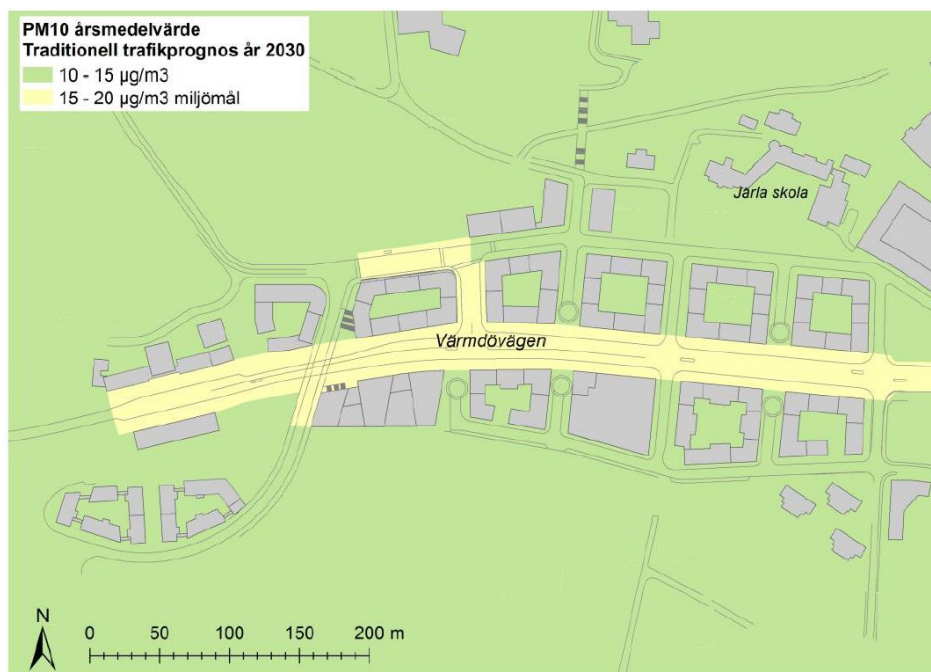 PM10 årsmedelvärde
Traditionell trafikprognos år 2030
10 - 15 µg/m3
15 - 20 µg/m3 miljömål
Järla skola
Värmdövägen
N
0 50 100 150 200 m